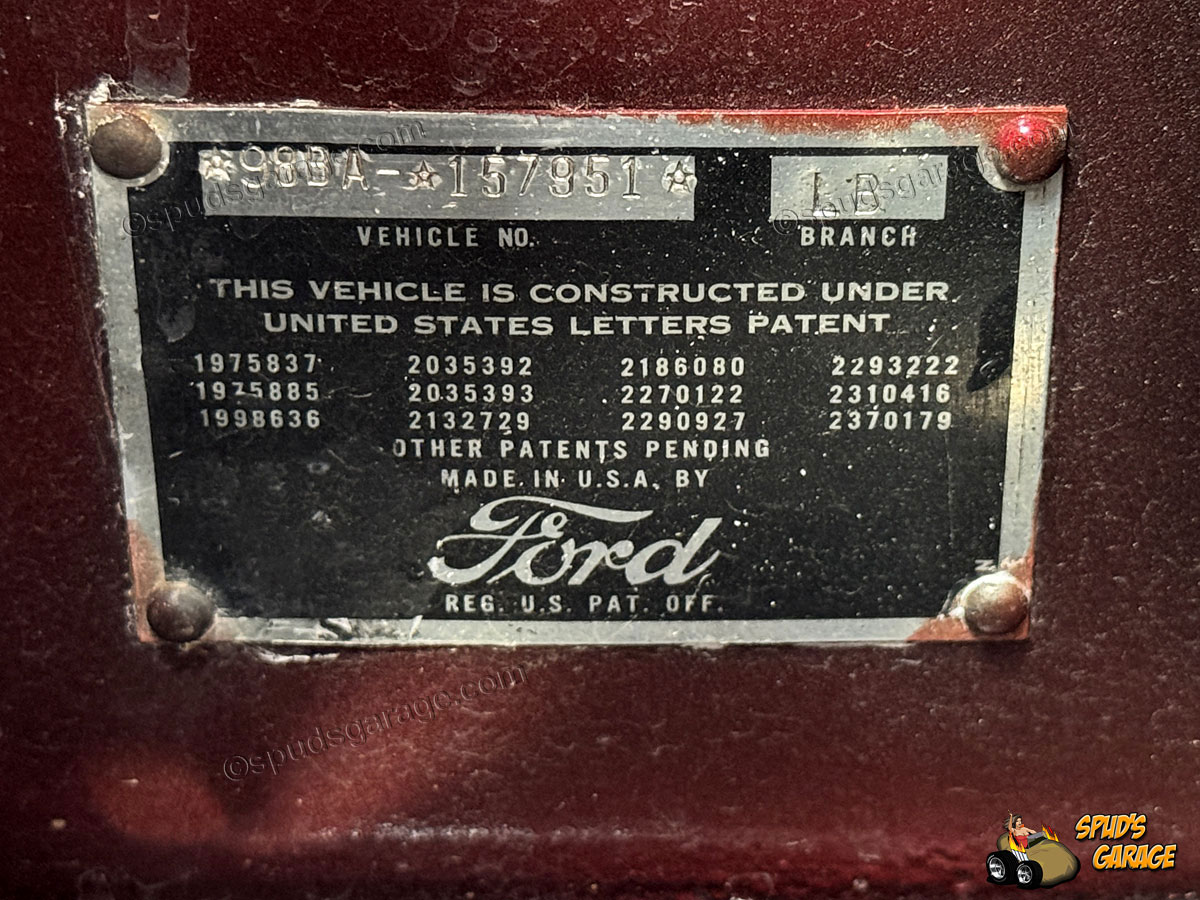 *98BA-*157951* LB
VEHICLE NO. BRANCH
THIS VEHICLE IS CONSTRUCTED UNDER
UNITED STATES LETTERS PATENT
1975837 2035392 2186080 2293222
1975885 2035393 2270122 2310416
1998636 2132729 2290927 2370179
OTHER PATENTS PENDING
MADE IN U.S.A. BY
Ford
REG. U.S. PAT. OFF.
©spudsgarage.com
©spudsgarage.com
SPUD'S
GARAGE